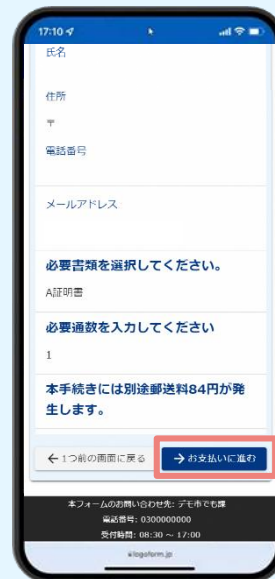 17:10
氏名
住所
〒
電話番号
メールアドレス
必要書類を選択してください。
A証明書
必要通数を入力してください
1
本手続きには別途郵送料84円が発
生します。
← 1つ前の画面に戻る
→ お支払いに進む
本フォームのお問い合わせ先: デモ市でも課
電話番号: 0300000000
受付時間: 08:30 ～ 17:00
logoform.jp